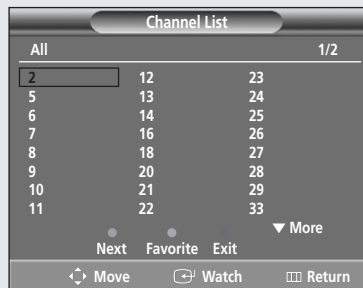 Channel List
All 1/2
2 12 23
5 13 24
6 14 25
7 16 26
8 18 27
9 20 28
10 21 29
11 22 33
▼ More
Next Favorite Exit
Move Watch Return